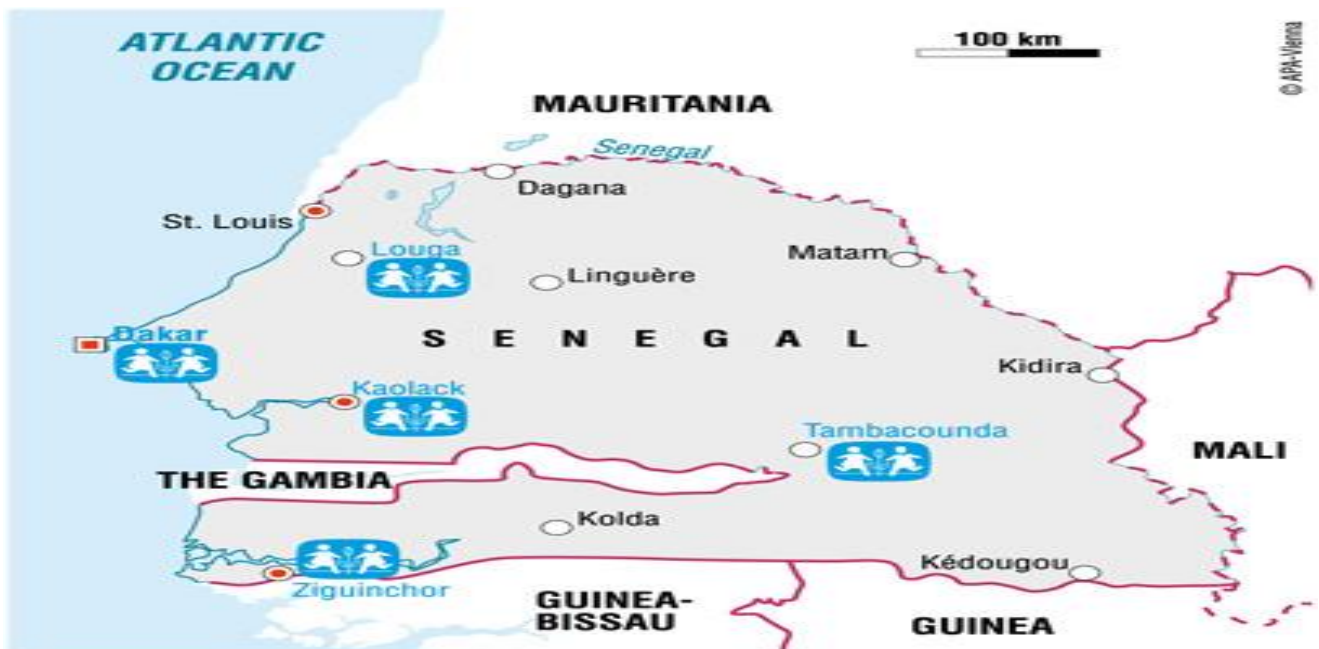 ATLANTIC
OCEAN
100 km
© APA-Vienna
MAURITANIA
Senegal
Dagana
St. Louis
Louga
Linguère
Matam
Dakar
SENEGAL
Kidira
Kaolack
Tambacounda
MALI
THE GAMBIA
Kolda
Kédougou
Ziguinchor
GUINEA-
BISSAU
GUINEA